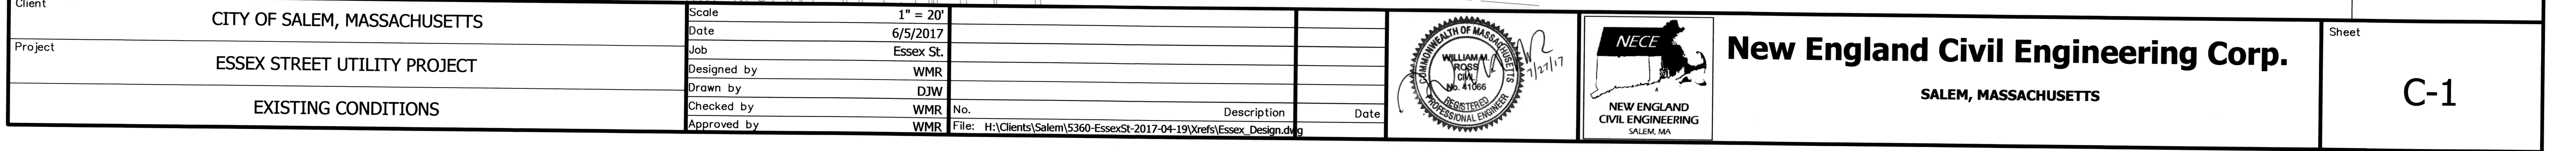 Client
CITY OF SALEM, MASSACHUSETTS
Project
ESSEX STREET UTILITY PROJECT
EXISTING CONDITIONS
Scale 1" = 20'
Date 6/5/2017
Job Essex St.
Designed by WMR
Drawn by DJW
Checked by WMR
Approved by WMR
No. Description Date
File: H:\Clients\Salem\5360-EssexSt-2017-04-19\Xrefs\Essex_Design.dwg
COMMONWEALTH OF MASSACHUSETTS
WILLIAM M.
ROSS
CIVIL
No. 41066
REGISTERED
PROFESSIONAL ENGINEER
7/27/17
NECE
NEW ENGLAND
CIVIL ENGINEERING
SALEM, MA
New England Civil Engineering Corp.
SALEM, MASSACHUSETTS
Sheet
C-1